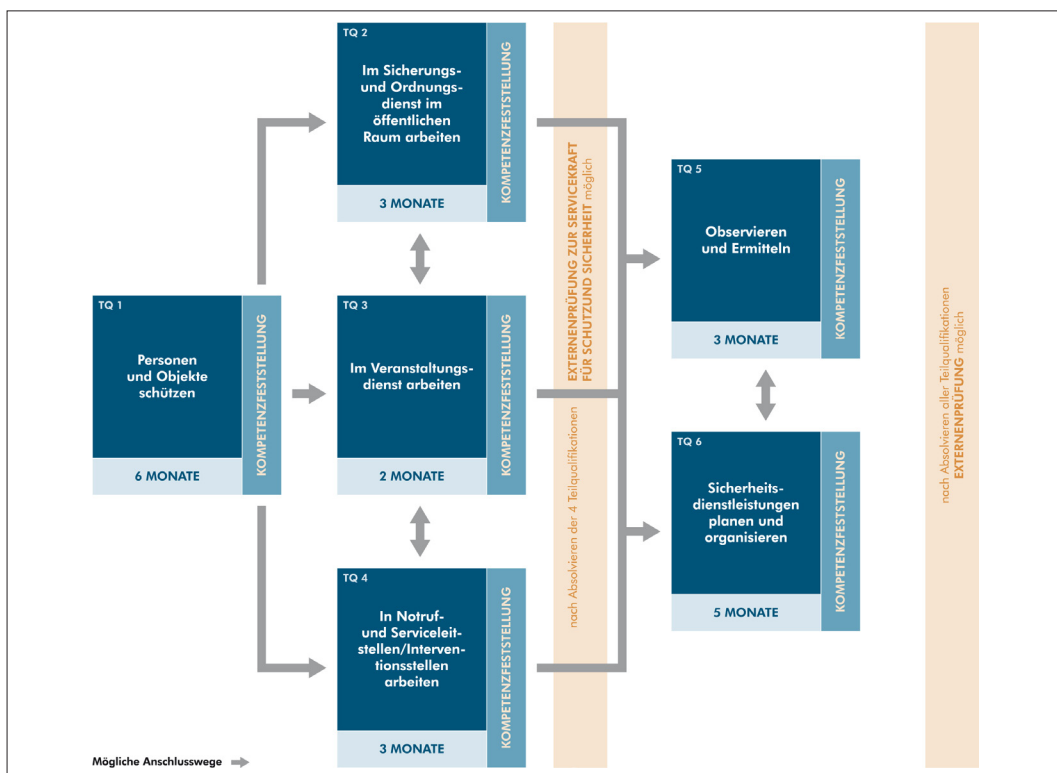 TQ 1
Personen
und Objekte
schützen
6 MONATE
KOMPETENZFESTSTELLUNG
TQ 2
Im Sicherungs-
und Ordnungs-
dienst im
öffentlichen
Raum arbeiten
3 MONATE
KOMPETENZFESTSTELLUNG
TQ 3
Im Veranstaltungs-
dienst arbeiten
2 MONATE
KOMPETENZFESTSTELLUNG
TQ 4
In Notruf-
und Serviceleit-
stellen/Interven-
tionsstellen
arbeiten
3 MONATE
KOMPETENZFESTSTELLUNG
nach Absolvieren der 4 Teilqualifikationen
EXTERNENPRÜFUNG ZUR SERVICEKRAFT
FÜR SCHUTZUND SICHERHEIT möglich
TQ 5
Observieren
und Ermitteln
3 MONATE
KOMPETENZFESTSTELLUNG
TQ 6
Sicherheits-
dienstleistungen
planen und
organisieren
5 MONATE
KOMPETENZFESTSTELLUNG
nach Absolvieren aller Teilqualifikationen
EXTERNENPRÜFUNG möglich
Mögliche Anschlusswege